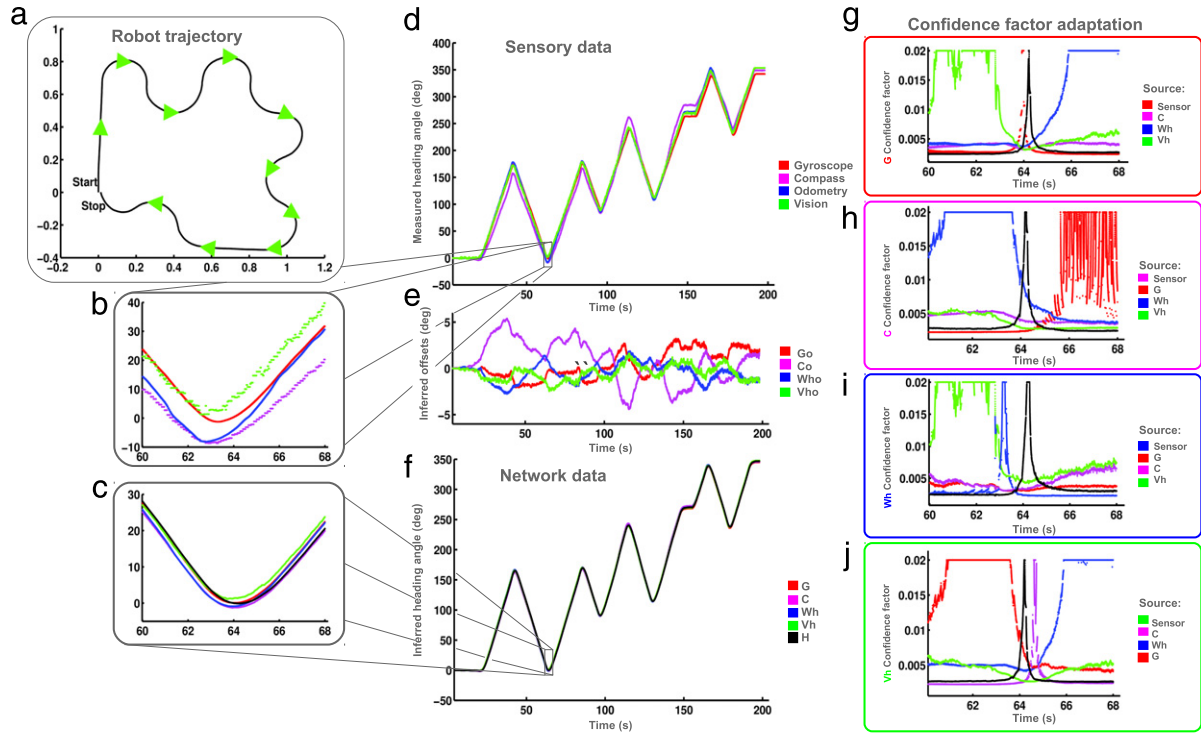 a
Robot trajectory
1
0.8
0.6
0.4
0.2
0
-0.2
-0.4
Start
Stop
-0.2 0 0.2 0.4 0.6 0.8 1 1.2
b
40
30
20
10
0
-10
60 62 64 66 68
c
30
20
10
0
60 62 64 66 68
d
Sensory data
Measured heading angle (deg)
400
350
300
250
200
150
100
50
0
-50
0 50 100 150 200
Time (s)
Gyroscope
Compass
Odometry
Vision
e
Inferred offsets (deg)
5
0
-5
0 50 100 150 200
Time (s)
Go
Co
Who
Vho
f
Network data
Inferred heading angle (deg)
350
300
250
200
150
100
50
0
-50
0 50 100 150 200
Time (s)
G
C
Wh
Vh
H
Confidence factor adaptation
g
G Confidence factor
0.02
0.015
0.01
0.005
60 62 64 66 68
Time (s)
Source:
Sensor
C
Wh
Vh
h
C Confidence factor
0.02
0.015
0.01
0.005
62 64 66 68
Time (s)
Source:
Sensor
G
Wh
Vh
i
Wh Confidence factor
0.02
0.015
0.01
0.005
60 62 64 66 68
Time (s)
Source:
Sensor
G
C
Vh
j
Vh Confidence factor
0.02
0.015
0.01
0.005
62 64 66 68
Time (s)
Source:
Sensor
C
Wh
G